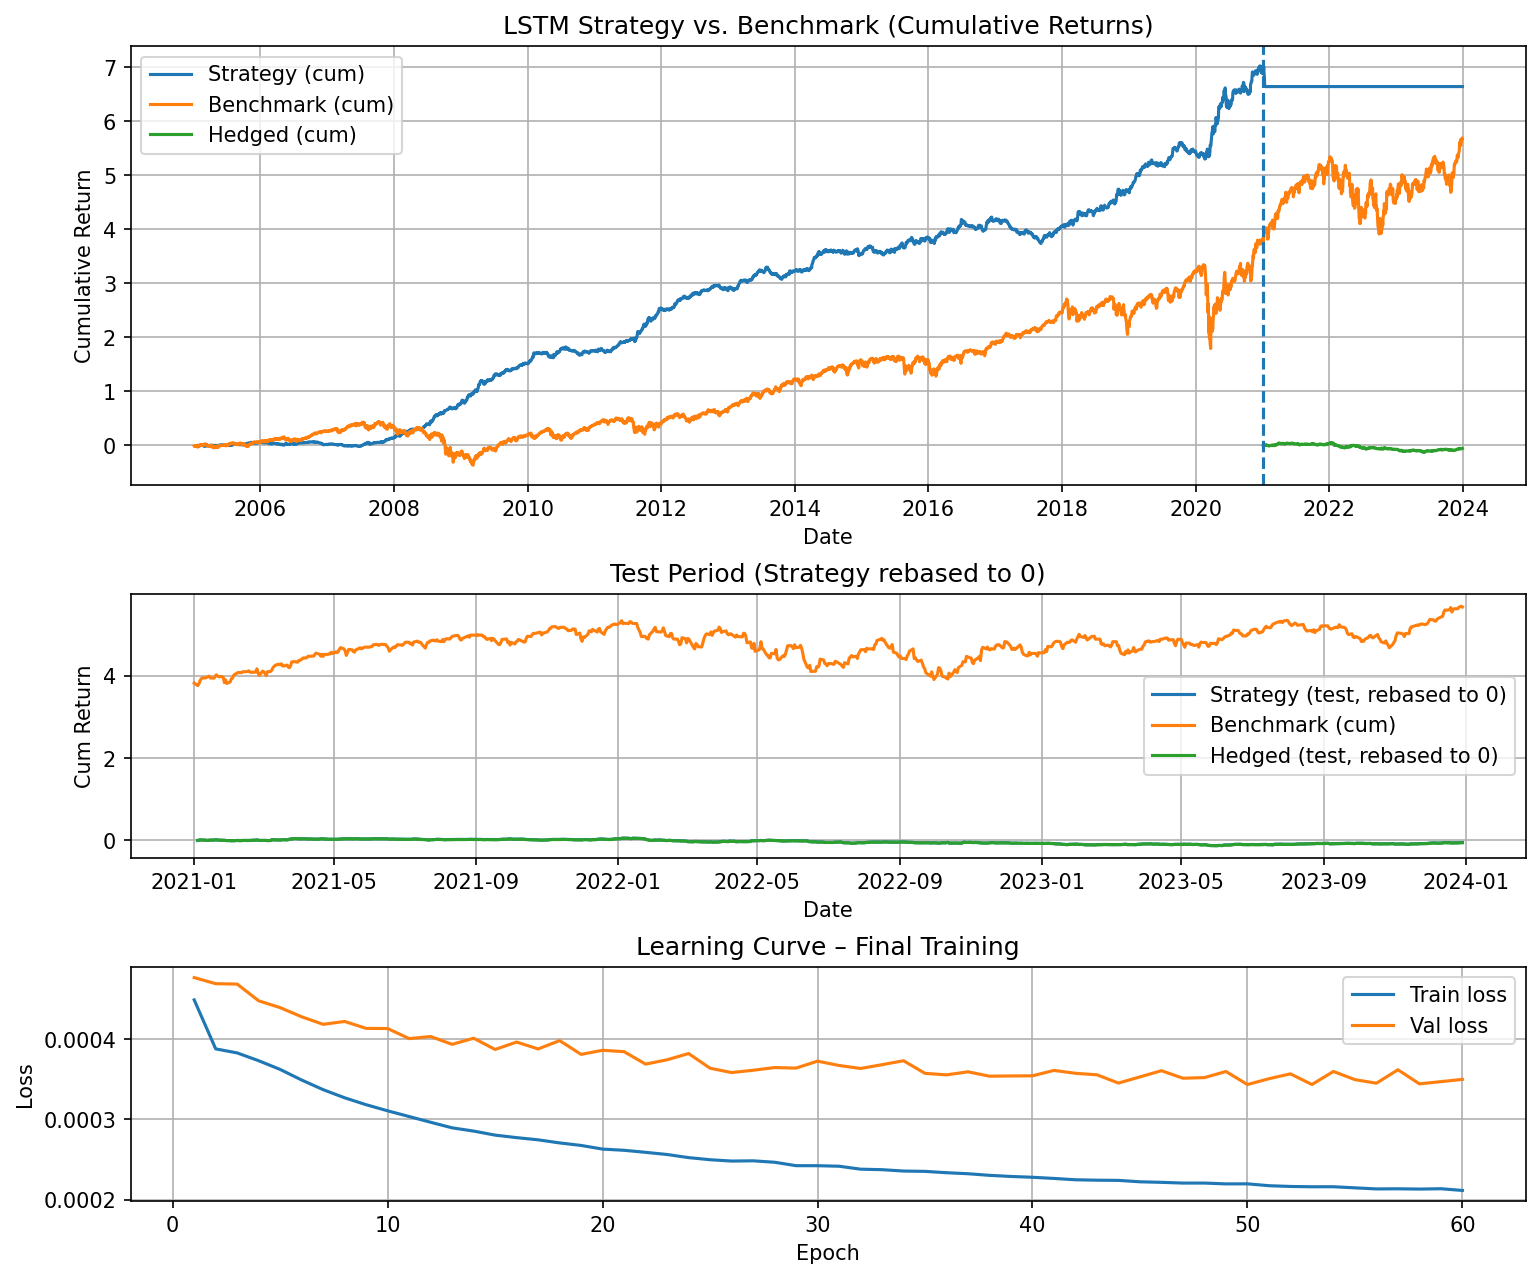 LSTM Strategy vs. Benchmark (Cumulative Returns)
Strategy (cum)
Benchmark (cum)
Hedged (cum)
Cumulative Return
7
6
5
4
3
2
1
0
2006 2008 2010 2012 2014 2016 2018 2020 2022 2024
Date
Test Period (Strategy rebased to 0)
Cum Return
4
2
0
Strategy (test, rebased to 0)
Benchmark (cum)
Hedged (test, rebased to 0)
2021-01 2021-05 2021-09 2022-01 2022-05 2022-09 2023-01 2023-05 2023-09 2024-01
Date
Learning Curve – Final Training
Train loss
Val loss
Loss
0.0004
0.0003
0.0002
0 10 20 30 40 50 60
Epoch